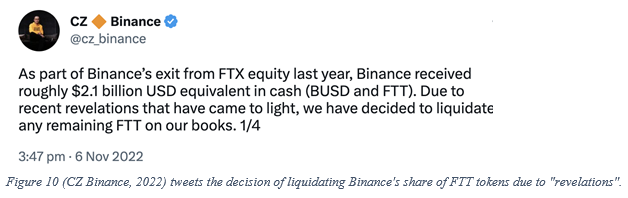 CZ 🔶 Binance
@cz_binance
As part of Binance’s exit from FTX equity last year, Binance received
roughly $2.1 billion USD equivalent in cash (BUSD and FTT). Due to
recent revelations that have came to light, we have decided to liquidate
any remaining FTT on our books. 1/4
3:47 pm · 6 Nov 2022
Figure 10 (CZ Binance, 2022) tweets the decision of liquidating Binance's share of FTT tokens due to "revelations".